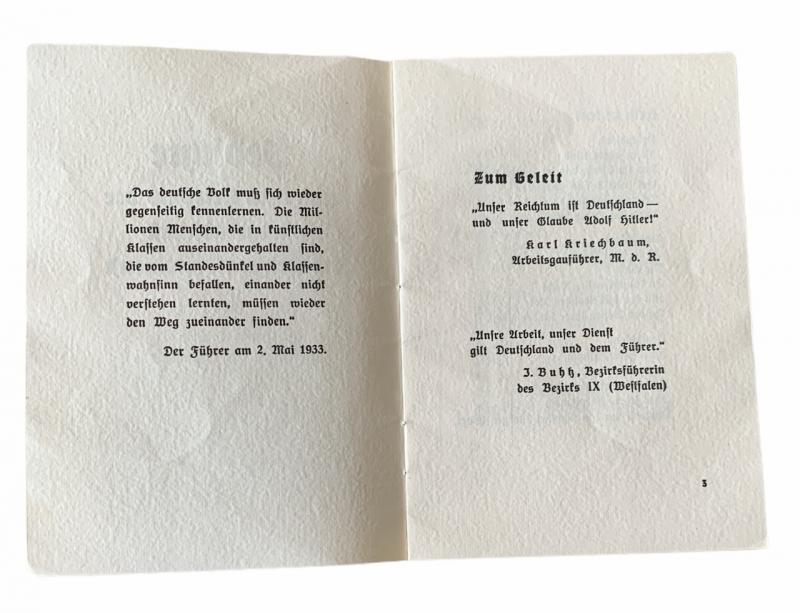 „Das deutsche Volk muß sich wieder
gegenseitig kennenlernen. Die Mil-
lionen Menschen, die in künstlichen
Klassen auseinandergehalten sind,
die vom Standesdünkel und Klassen-
wahnsinn befallen, einander nicht
verstehen lernten, müssen wieder
den Weg zueinander finden.“
Der Führer am 2. Mai 1933.
Zum Geleit
„Unser Reichtum ist Deutschland —
und unser Glaube Adolf Hitler!“
Karl Kriechbaum,
Arbeitsgauführer, M. d. R.
„Unsre Arbeit, unser Dienst
gilt Deutschland und dem Führer.“
J. Buhtz, Bezirksführerin
des Bezirks IX (Westfalen)
3